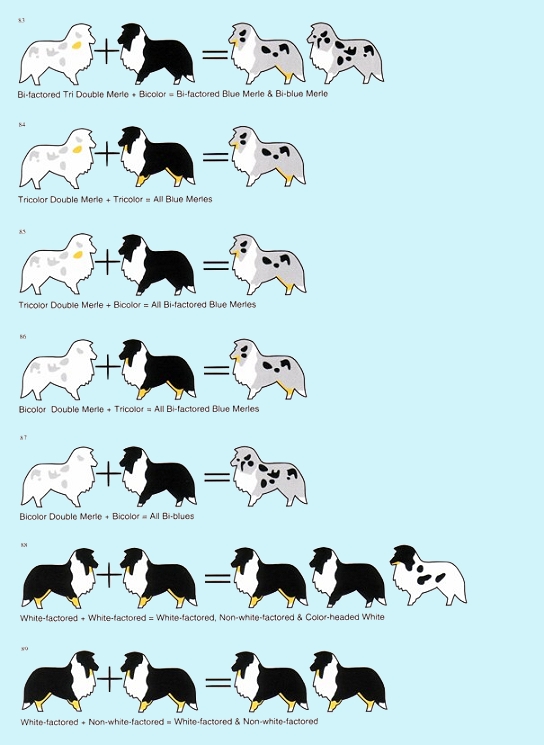 83
Bi-factored Tri Double Merle + Bicolor = Bi-factored Blue Merle & Bi-blue Merle
84
Tricolor Double Merle + Tricolor = All Blue Merles
85
Tricolor Double Merle + Bicolor = All Bi-factored Blue Merles
86
Bicolor Double Merle + Tricolor = All Bi-factored Blue Merles
87
Bicolor Double Merle + Bicolor = All Bi-blues
88
White-factored + White-factored = White-factored, Non-white-factored & Color-headed White
89
White-factored + Non-white-factored = White-factored & Non-white-factored